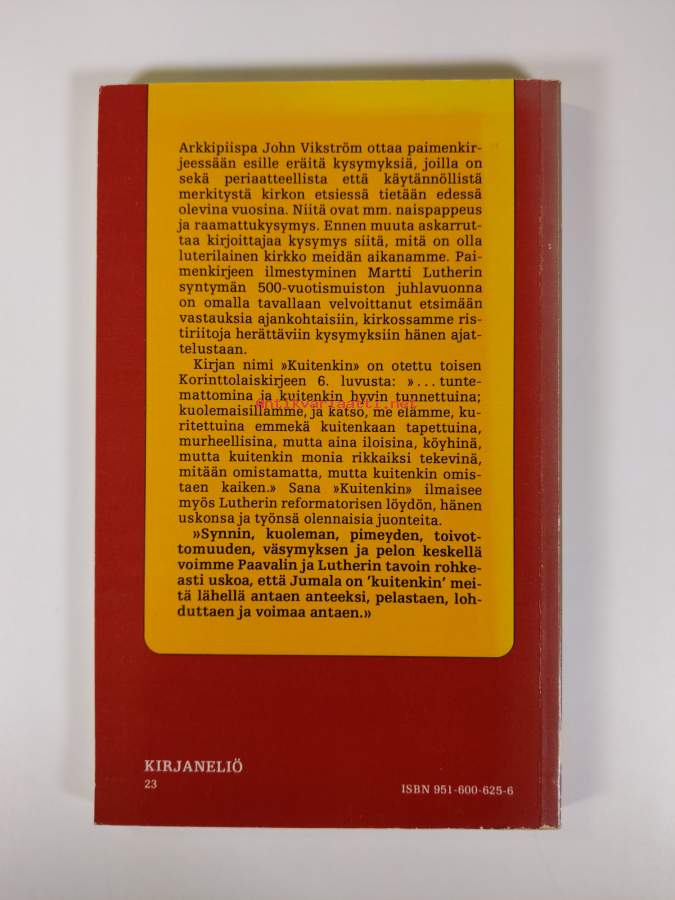 Arkkipiispa John Vikström ottaa paimenkir-
jeessään esille eräitä kysymyksiä, joilla on
sekä periaatteellista että käytännöllistä
merkitystä kirkon etsiessä tietään edessä
olevina vuosina. Niitä ovat mm. naispappeus
ja raamattukysymys. Ennen muuta askarrut-
taa kirjoittajaa kysymys siitä, mitä on olla
luterilainen kirkko meidän aikanamme. Pai-
menkirjeen ilmestyminen Martti Lutherin
syntymän 500-vuotismuiston juhlavuonna
on omalla tavallaan velvoittanut etsimään
vastauksia ajankohtaisiin, kirkossamme ris-
tiriitoja herättäviin kysymyksiin hänen ajat-
telustaan.
Kirjan nimi »Kuitenkin» on otettu toisen
Korinttolaiskirjeen 6. luvusta: »... tunte-
mattomina ja kuitenkin hyvin tunnettuina;
antikvariaatti.net
kuolemaisillamme, ja katso, me elämme, ku-
ritettuina emmekä kuitenkaan tapettuina,
murheellisina, mutta aina iloisina, köyhinä,
mutta kuitenkin monia rikkaiksi tekevinä,
mitään omistamatta, mutta kuitenkin omis-
taen kaiken.» Sana »Kuitenkin» ilmaisee
myös Lutherin reformatorisen löydön, hänen
uskonsa ja työnsä olennaisia juonteita.
»Synnin, kuoleman, pimeyden, toivot-
tomuuden, väsymyksen ja pelon keskellä
voimme Paavalin ja Lutherin tavoin rohke-
asti uskoa, että Jumala on 'kuitenkin' mei-
tä lähellä antaen anteeksi, pelastaen, loh-
duttaen ja voimaa antaen.»
KIRJANELIÖ
23
ISBN 951-600-625-6